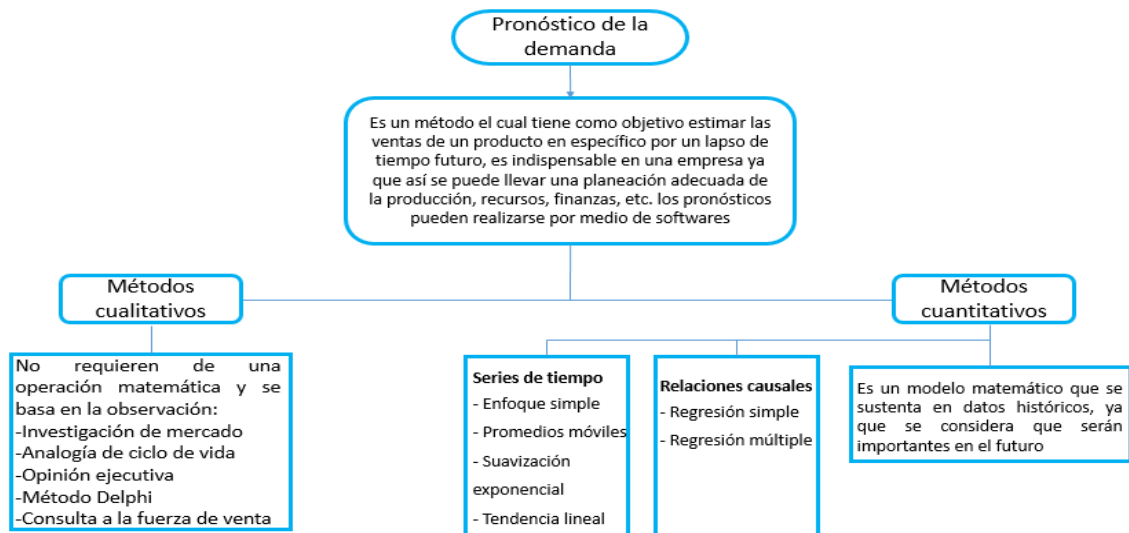 Pronóstico de la
demanda
Es un método el cual tiene como objetivo estimar las
ventas de un producto en específico por un lapso de
tiempo futuro, es indispensable en una empresa ya
que así se puede llevar una planeación adecuada de
la producción, recursos, finanzas, etc. los pronósticos
pueden realizarse por medio de softwares
Métodos
cualitativos
No requieren de una
operación matemática y se
basa en la observación:
-Investigación de mercado
-Analogía de ciclo de vida
-Opinión ejecutiva
-Método Delphi
-Consulta a la fuerza de venta
Métodos
cuantitativos
Series de tiempo
- Enfoque simple
- Promedios móviles
- Suavización
exponencial
- Tendencia lineal
Relaciones causales
- Regresión simple
- Regresión múltiple
Es un modelo matemático que se
sustenta en datos históricos, ya
que se considera que serán
importantes en el futuro